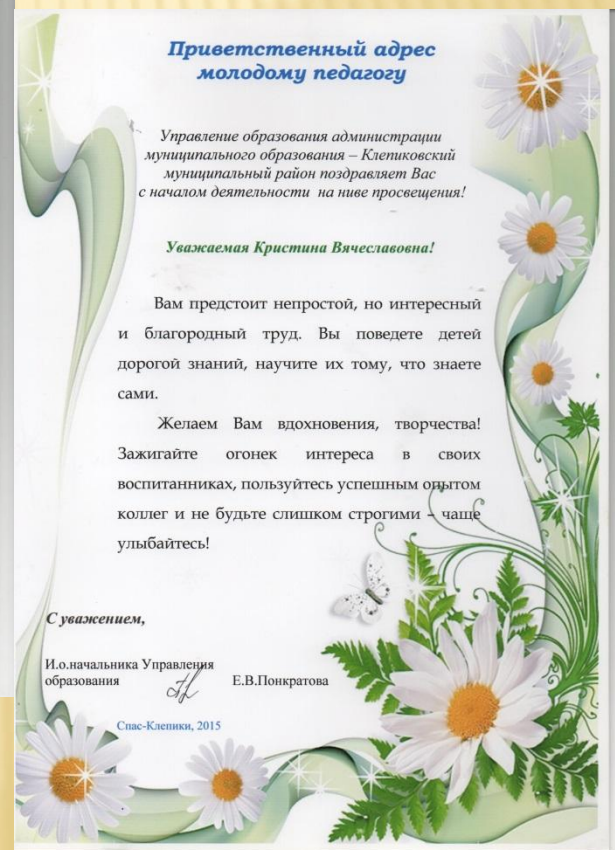 Приветственный адрес
молодому педагогу
Управление образования администрации
муниципального образования – Клепиковский
муниципальный район поздравляет Вас
с началом деятельности на ниве просвещения!
Уважаемая Кристина Вячеславовна!
Вам предстоит непростой, но интересный
и благородный труд. Вы поведете детей
дорогой знаний, научите их тому, что знаете
сами.
Желаем Вам вдохновения, творчества!
Зажигайте огонек интереса в своих
воспитанниках, пользуйтесь успешным опытом
коллег и не будьте слишком строгими – чаще
улыбайтесь!
С уважением,
И.о.начальника Управления
образования Е.В.Понкратова
Спас-Клепики, 2015